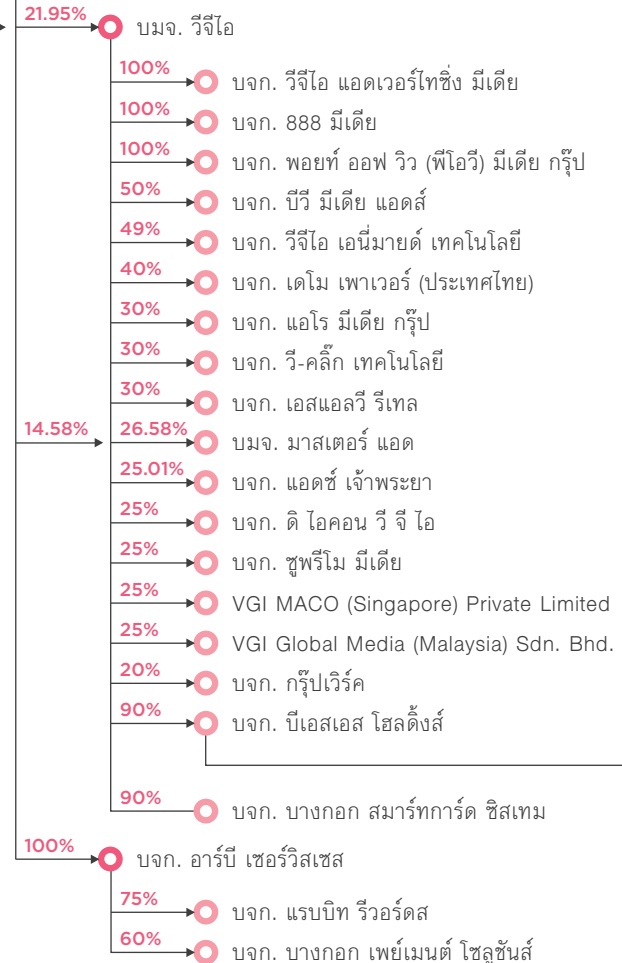 21.95% บมจ. วีจีไอ
100% บจก. วีจีไอ แอดเวอร์ไทซิ่ง มีเดีย
100% บจก. 888 มีเดีย
100% บจก. พอยท์ ออฟ วิว (พีโอวี) มีเดีย กรุ๊ป
50% บจก. บีวี มีเดีย แอดส์
49% บจก. วีจีไอ เอนี่มายด์ เทคโนโลยี
40% บจก. เดโม เพาเวอร์ (ประเทศไทย)
30% บจก. แอโร มีเดีย กรุ๊ป
30% บจก. วี-คลิ๊ก เทคโนโลยี
30% บจก. เอสแอลวี รีเทล
14.58% 26.58% บมจ. มาสเตอร์ แอด
25.01% บจก. แอดซ์ เจ้าพระยา
25% บจก. ดิ ไอคอน วี จี ไอ
25% บจก. ซูพรีโม มีเดีย
25% VGI MACO (Singapore) Private Limited
25% VGI Global Media (Malaysia) Sdn. Bhd.
20% บจก. กรุ๊ปเวิร์ค
90% บจก. บีเอสเอส โฮลดิ้งส์
90% บจก. บางกอก สมาร์ทการ์ด ซิสเทม
100% บจก. อาร์บี เซอร์วิสเซส
75% บจก. แรบบิท รีวอร์ดส
60% บจก. บางกอก เพย์เมนต์ โซลูชันส์